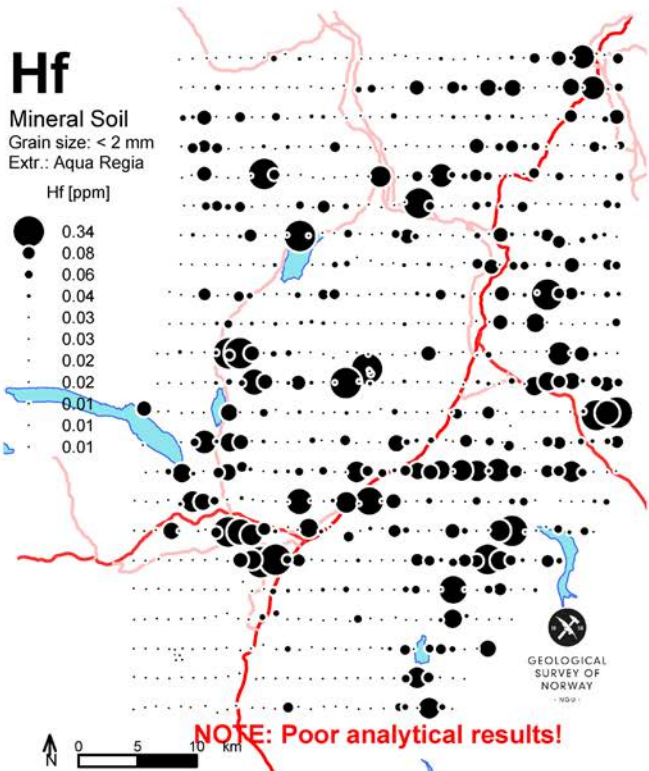 Hf
Mineral Soil
Grain size: < 2 mm
Extr.: Aqua Regia
Hf [ppm]
0.34
0.08
0.06
0.04
0.03
0.03
0.02
0.02
0.01
0.01
0.01
GEOLOGICAL
SURVEY OF
NORWAY
- NGU -
NOTE: Poor analytical results!
N
0 5 10 km